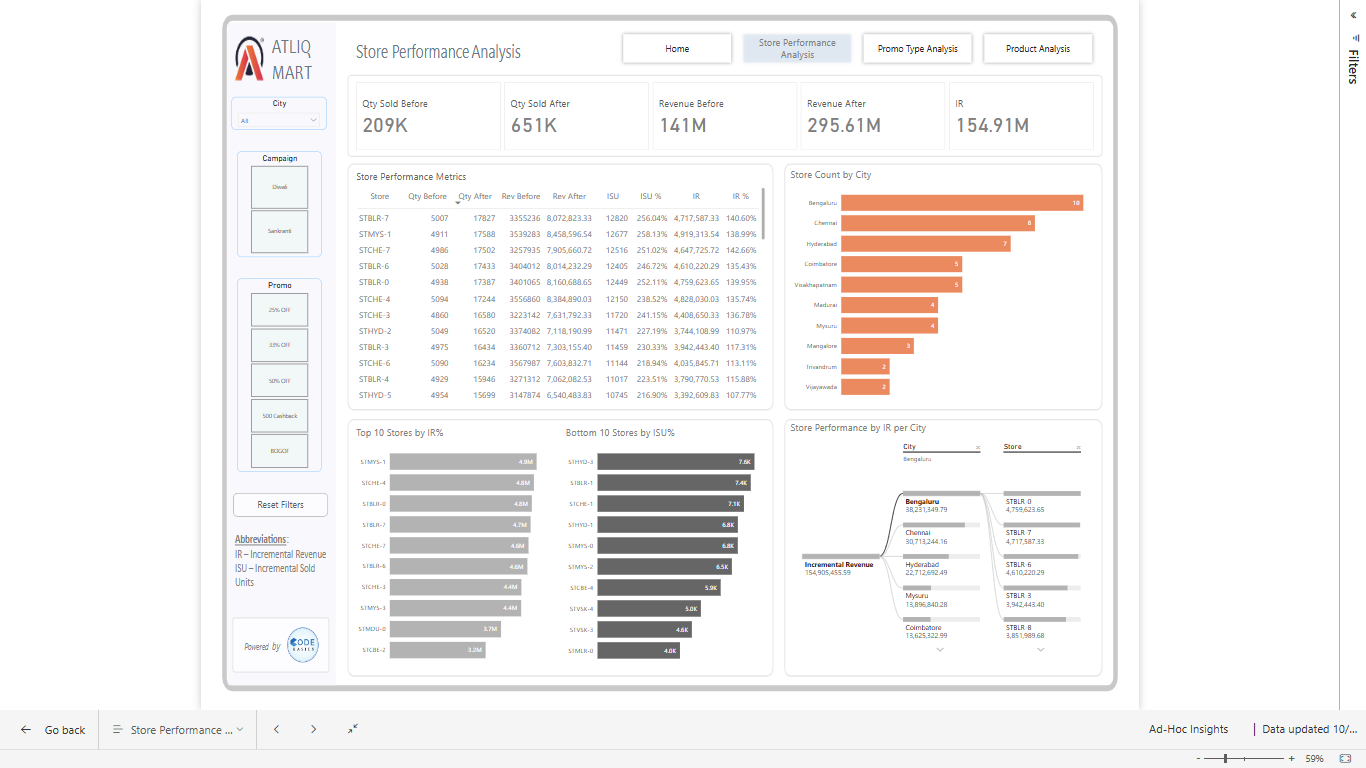 ATLIQ
MART
Store Performance Analysis
Home
Store Performance
Analysis
Promo Type Analysis
Product Analysis
Filters
City
All
Campaign
Diwali
Sankranti
Promo
25% OFF
33% OFF
50% OFF
500 Cashback
BOGOF
Reset Filters
Abbreviations:
IR – Incremental Revenue
ISU – Incremental Sold
Units
Powered by
CODE
BASICS
Qty Sold Before
209K
Qty Sold After
651K
Revenue Before
141M
Revenue After
295.61M
IR
154.91M
Store Performance Metrics
Store Qty Before Qty After Rev Before Rev After ISU ISU % IR IR %
STBLR-7 5007 17827 3355236 8,072,823.33 12820 256.04% 4,717,587.33 140.60%
STMYS-1 4911 17588 3539283 8,458,596.54 12677 258.13% 4,919,313.54 138.99%
STCHE-7 4986 17502 3257935 7,905,660.72 12516 251.02% 4,647,725.72 142.66%
STBLR-6 5028 17433 3404012 8,014,232.29 12405 246.72% 4,610,220.29 135.43%
STBLR-0 4938 17387 3401065 8,160,688.65 12449 252.11% 4,759,623.65 139.95%
STCHE-4 5094 17244 3556860 8,384,890.03 12150 238.52% 4,828,030.03 135.74%
STCHE-3 4860 16580 3223142 7,631,792.33 11720 241.15% 4,408,650.33 136.78%
STHYD-2 5049 16520 3374082 7,118,190.99 11471 227.19% 3,744,108.99 110.97%
STBLR-3 4975 16434 3360712 7,303,155.40 11459 230.33% 3,942,443.40 117.31%
STCHE-6 5090 16234 3567987 7,603,832.71 11144 218.94% 4,035,845.71 113.11%
STBLR-4 4929 15946 3271312 7,062,082.53 11017 223.51% 3,790,770.53 115.88%
STHYD-5 4954 15699 3147874 6,540,483.83 10745 216.90% 3,392,609.83 107.77%
Store Count by City
Bengaluru 10
Chennai 8
Hyderabad 7
Coimbatore 5
Visakhapatnam 5
Madurai 4
Mysuru 4
Mangalore 3
Trivandrum 2
Vijayawada 2
Top 10 Stores by IR%
STMYS-1 4.9M
STCHE-4 4.8M
STBLR-0 4.8M
STBLR-7 4.7M
STCHE-7 4.6M
STBLR-6 4.6M
STCHE-3 4.4M
STMYS-3 4.4M
STMDU-0 3.7M
STCBE-2 3.2M
Bottom 10 Stores by ISU%
STHYD-3 7.6K
STBLR-1 7.4K
STCHE-1 7.1K
STHYD-1 6.8K
STMYS-0 6.8K
STMYS-2 6.5K
STCBE-4 5.9K
STVSK-4 5.0K
STVSK-3 4.6K
STMLR-0 4.0K
Store Performance by IR per City
City
Bengaluru
Store
Incremental Revenue
154,905,455.59
Bengaluru
38,231,349.79
Chennai
30,713,244.16
Hyderabad
22,712,692.49
Mysuru
13,896,840.28
Coimbatore
13,625,322.99
STBLR-0
4,759,623.65
STBLR-7
4,717,587.33
STBLR-6
4,610,220.29
STBLR-3
3,942,443.40
STBLR-8
3,851,989.68
Go back
Store Performance ...
Ad-Hoc Insights
Data updated 10/...
- + 59%